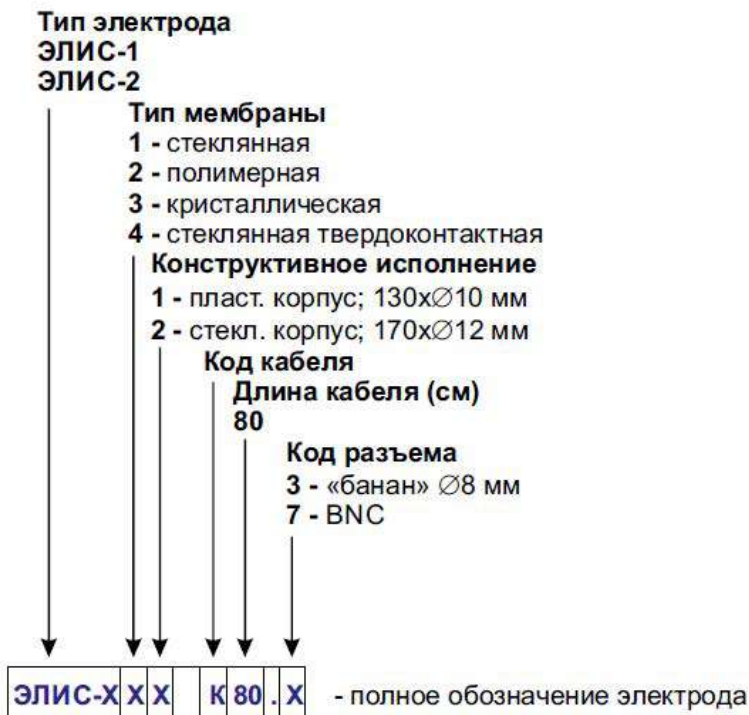 Тип электрода
ЭЛИС-1
ЭЛИС-2
Тип мембраны
1 - стеклянная
2 - полимерная
3 - кристаллическая
4 - стеклянная твердоконтактная
Конструктивное исполнение
1 - пласт. корпус; 130х∅10 мм
2 - стекл. корпус; 170х∅12 мм
Код кабеля
Длина кабеля (см)
80
Код разъема
3 - «банан» ∅8 мм
7 - BNC
ЭЛИС-Х Х Х К 80 . Х - полное обозначение электрода